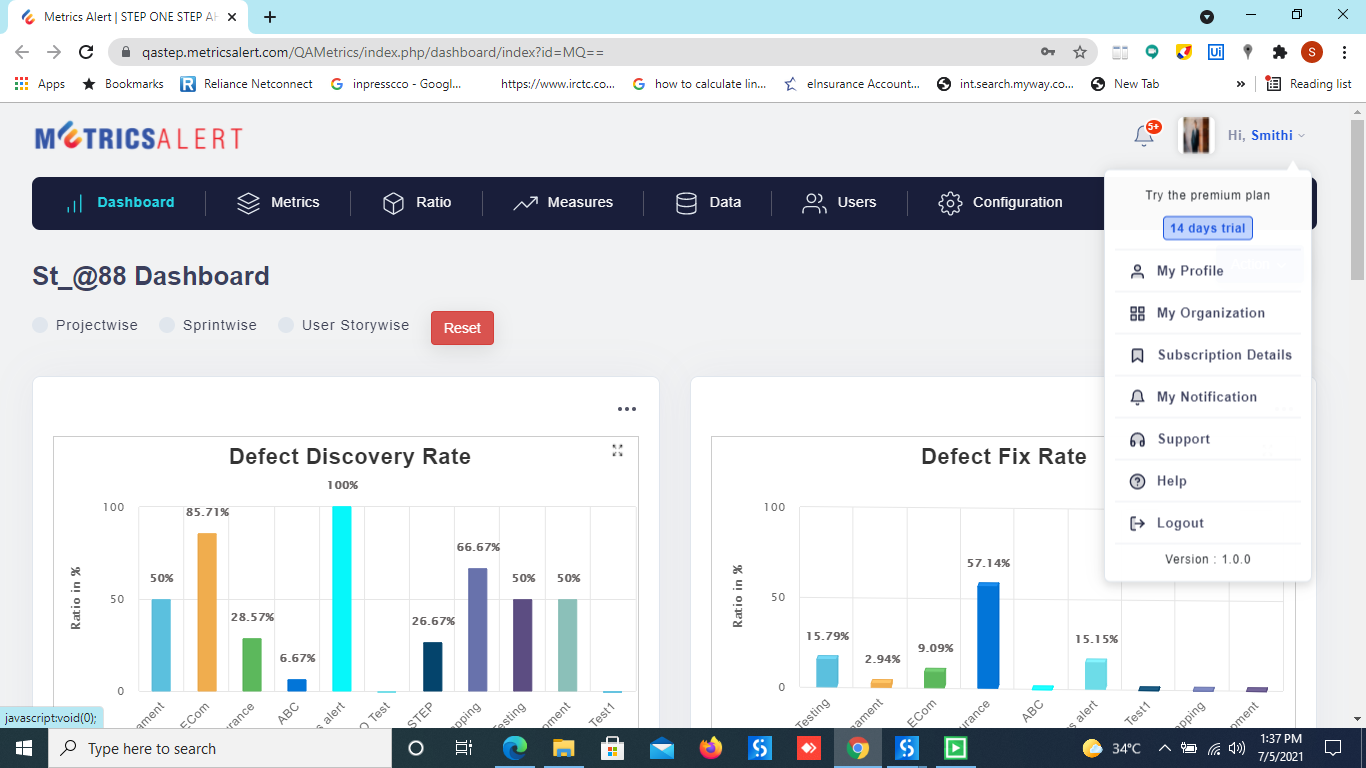 Metrics Alert | STEP ONE STEP AH
qastep.metricsalert.com/QAMetrics/index.php/dashboard/index?id=MQ==
S
Apps
Bookmarks
Reliance Netconnect
inpresscco - Googl...
https://www.irctc.co...
how to calculate lin...
eInsurance Account...
int.search.myway.co...
New Tab
»
Reading list
METRICSALERT
5+
Hi, Smithi
Dashboard
Metrics
Ratio
Measures
Data
Users
Configuration
Try the premium plan
14 days trial
My Profile
My Organization
Subscription Details
My Notification
Support
Help
Logout
Version : 1.0.0
St_@88 Dashboard
Projectwise
Sprintwise
User Storywise
Reset
Defect Discovery Rate
Ratio in %
100
50
0
50%
85.71%
28.57%
6.67%
100%
26.67%
66.67%
50%
50%
gament
ECom
urance
ABC
s alert
O Test
STEP
pping
Testing
pment
Test1
Defect Fix Rate
Ratio in %
100
50
0
15.79%
2.94%
9.09%
57.14%
15.15%
Testing
gament
ECom
urance
ABC
s alert
Test1
pping
pment
javascript:void(0);
Type here to search
34°C
1:37 PM
7/5/2021